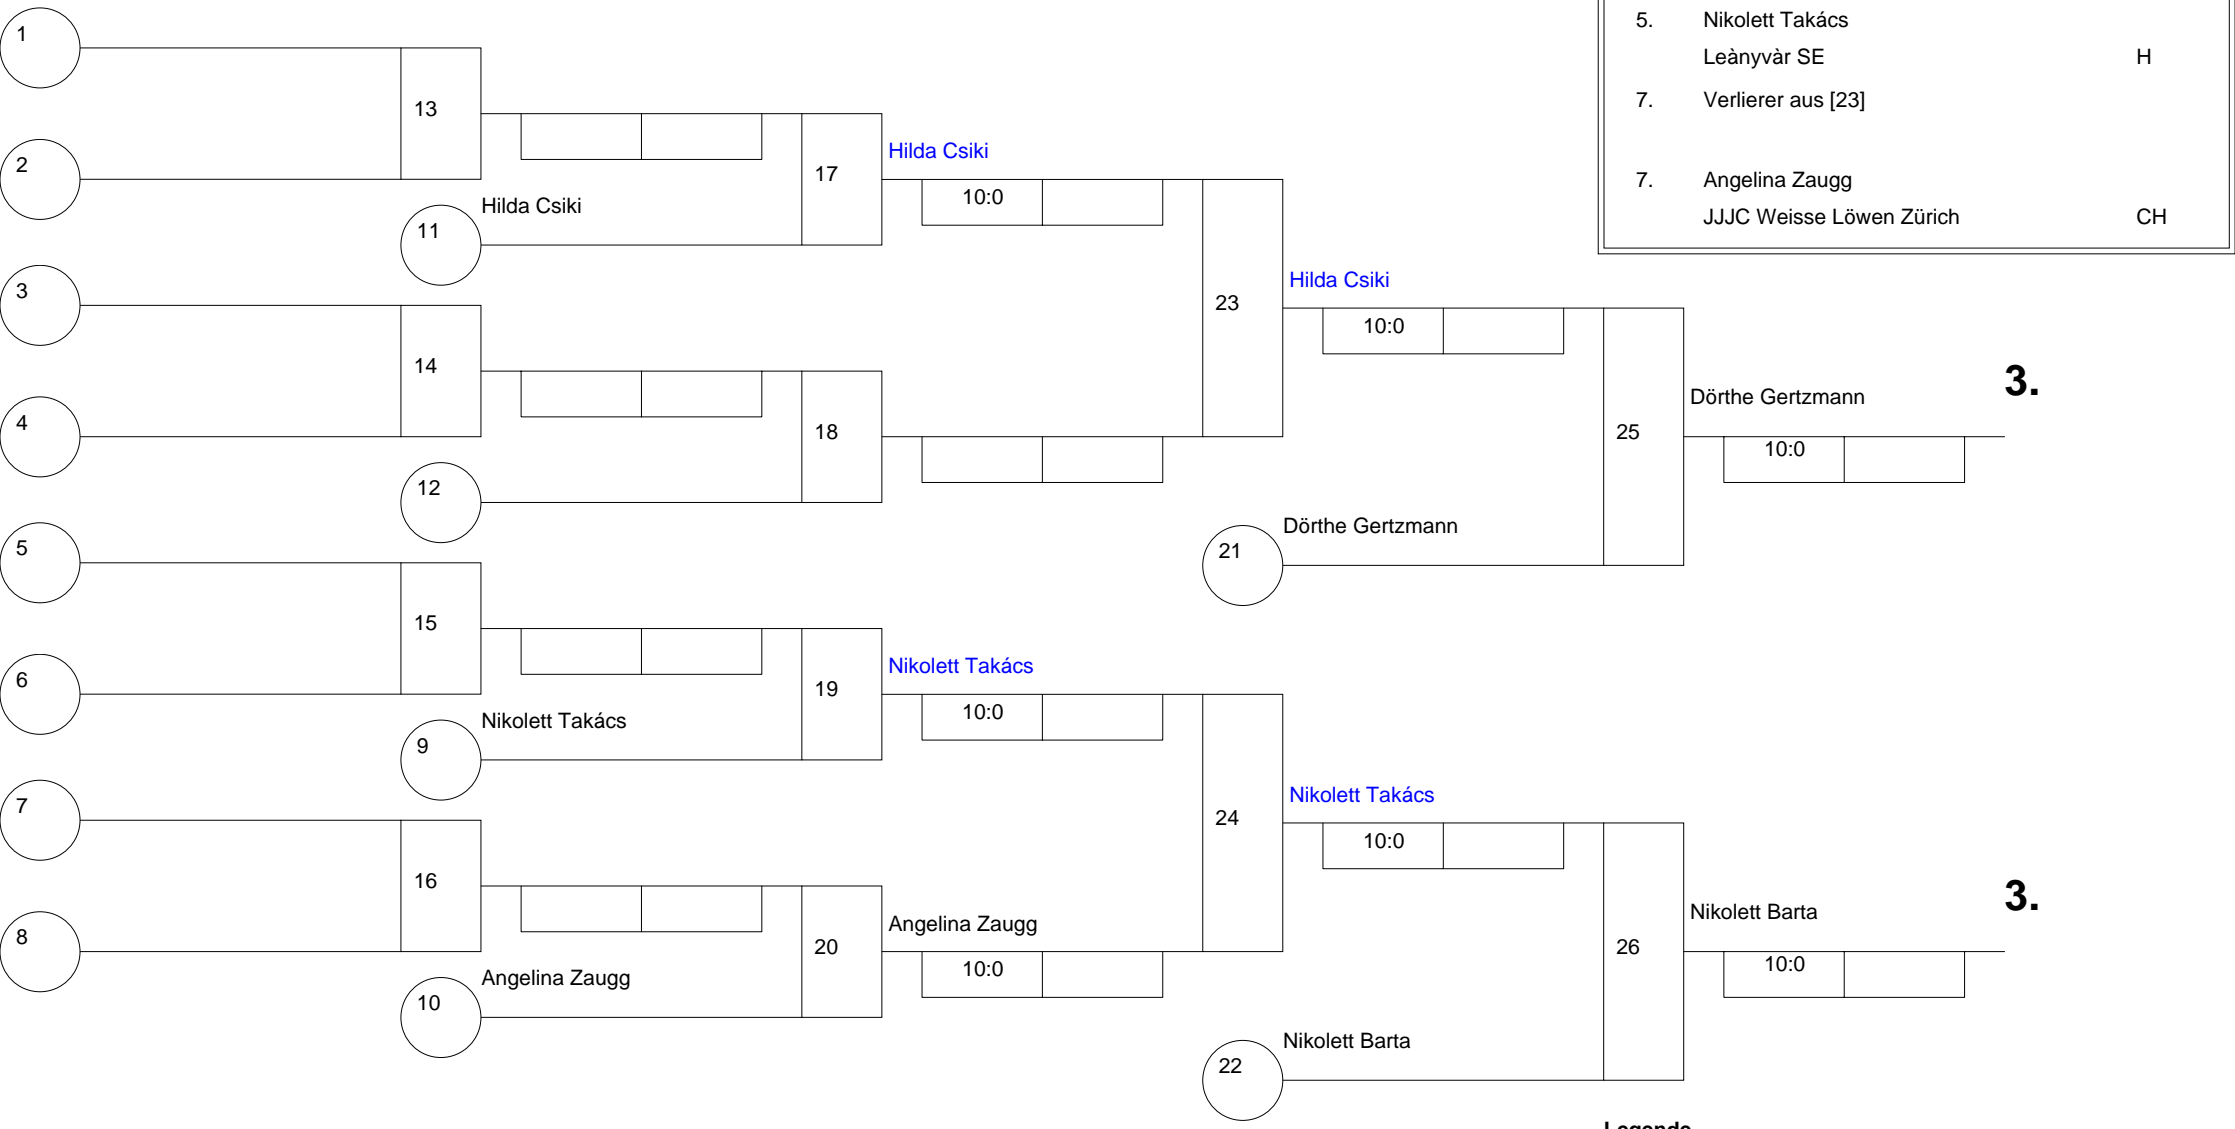 5. Nikolett Takács
Leànyvàr SE H
7. Verlierer aus [23]
7. Angelina Zaugg
JJJC Weisse Löwen Zürich CH
1
13
2
17
Hilda Csiki
10:0
Hilda Csiki
11
3
23
Hilda Csiki
10:0
14
3.
Dörthe Gertzmann
4
18
25
10:0
12
Dörthe Gertzmann
5
21
15
Nikolett Takács
6
19
10:0
Nikolett Takács
9
Nikolett Takács
7
24
10:0
16
3.
Nikolett Barta
Angelina Zaugg
8
20
26
10:0
10:0
Angelina Zaugg
10
Nikolett Barta
22
Legende